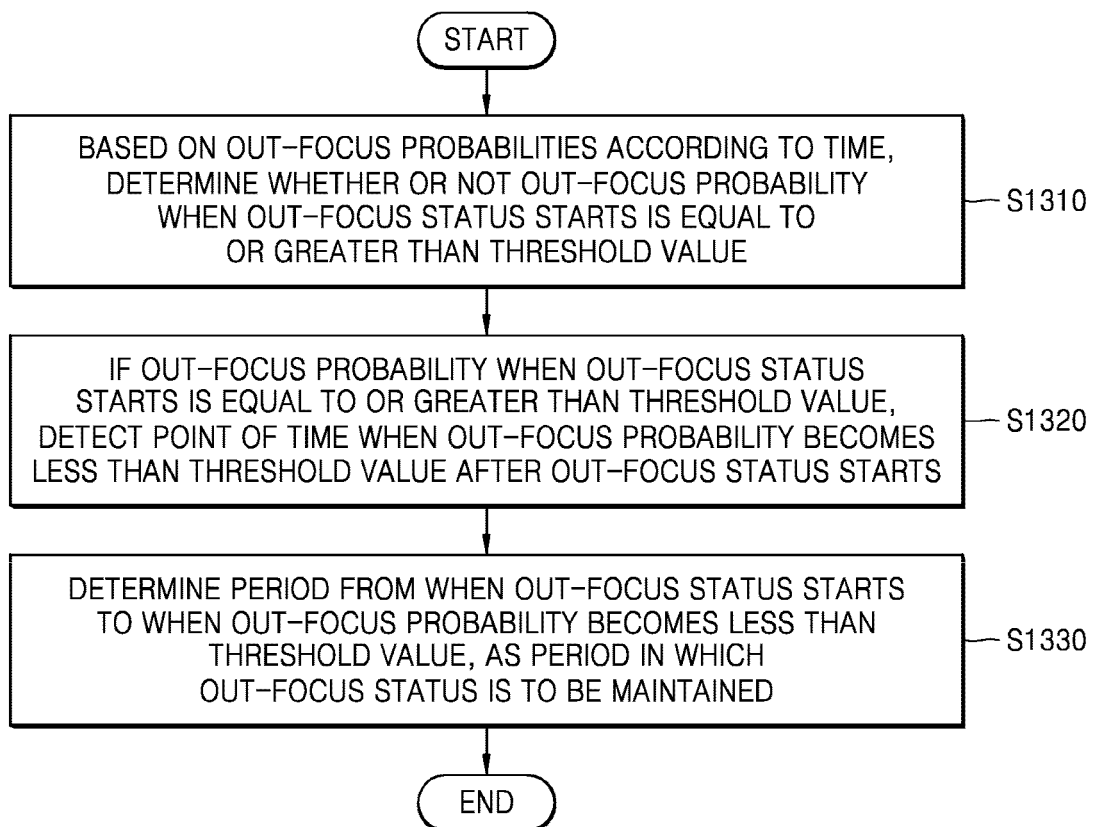 START
BASED ON OUT-FOCUS PROBABILITIES ACCORDING TO TIME,
DETERMINE WHETHER OR NOT OUT-FOCUS PROBABILITY
WHEN OUT-FOCUS STATUS STARTS IS EQUAL TO
OR GREATER THAN THRESHOLD VALUE
S1310
IF OUT-FOCUS PROBABILITY WHEN OUT-FOCUS STATUS
STARTS IS EQUAL TO OR GREATER THAN THRESHOLD VALUE,
DETECT POINT OF TIME WHEN OUT-FOCUS PROBABILITY BECOMES
LESS THAN THRESHOLD VALUE AFTER OUT-FOCUS STATUS STARTS
S1320
DETERMINE PERIOD FROM WHEN OUT-FOCUS STATUS STARTS
TO WHEN OUT-FOCUS PROBABILITY BECOMES LESS THAN
THRESHOLD VALUE, AS PERIOD IN WHICH
OUT-FOCUS STATUS IS TO BE MAINTAINED
S1330
END